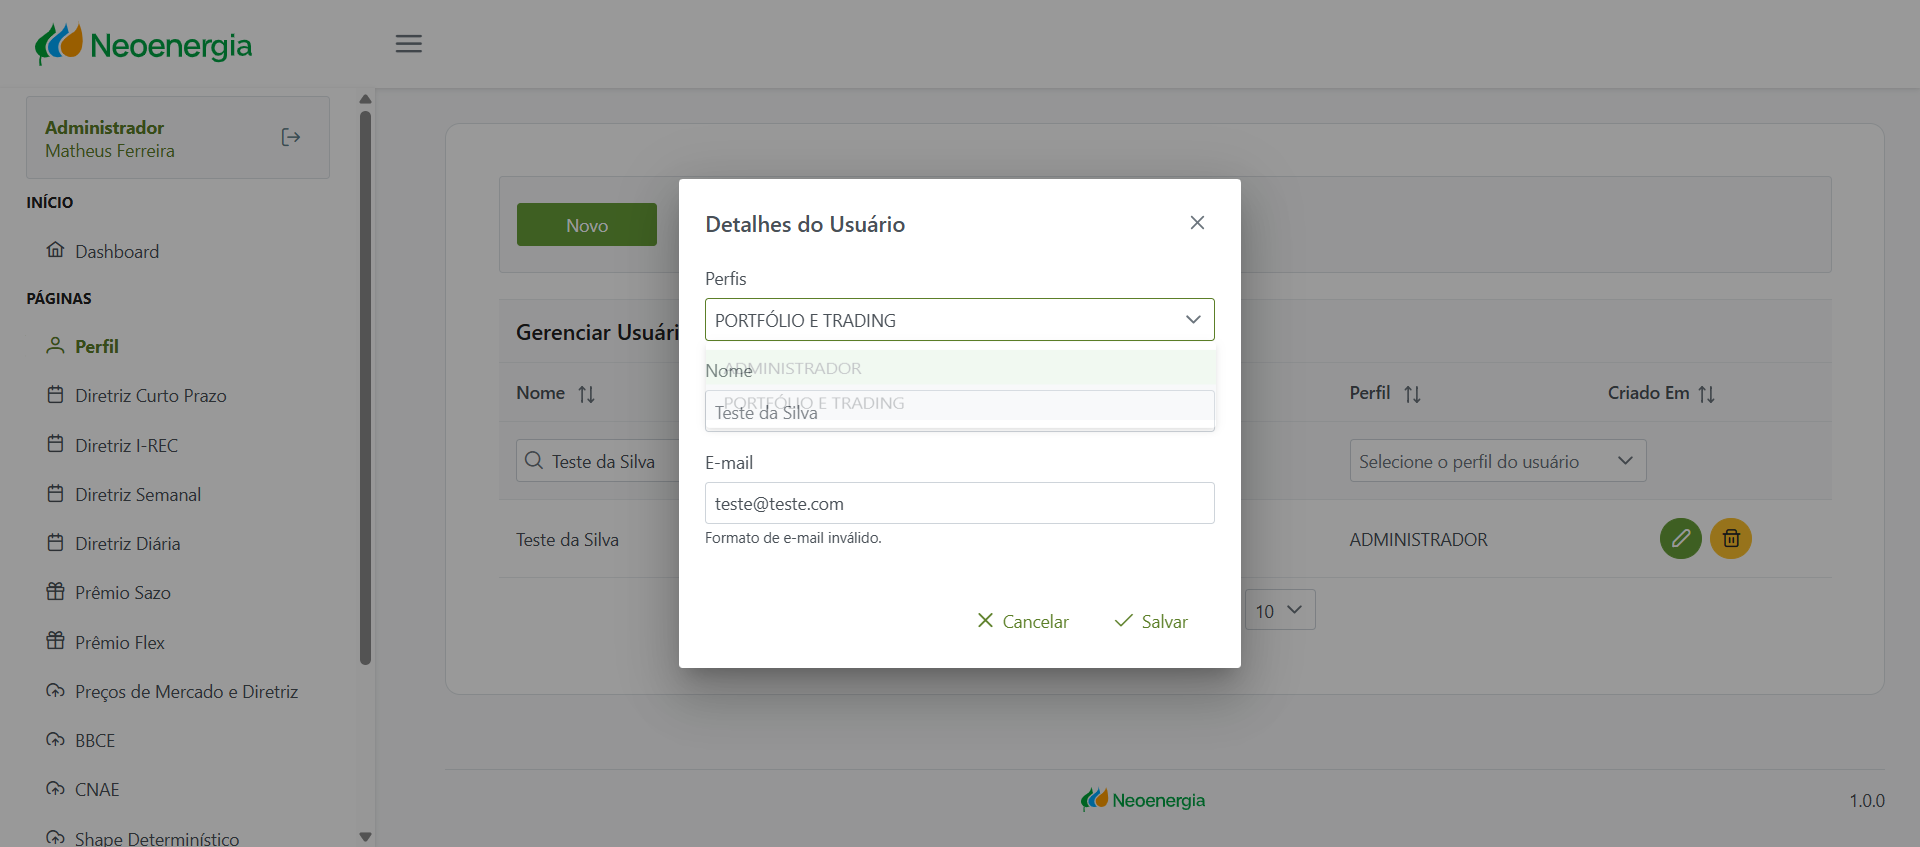 Neoenergia
Administrador
Matheus Ferreira
INÍCIO
Dashboard
PÁGINAS
Perfil
Diretriz Curto Prazo
Diretriz I-REC
Diretriz Semanal
Diretriz Diária
Prêmio Sazo
Prêmio Flex
Preços de Mercado e Diretriz
BBCE
CNAE
Shape Determinístico
Novo
Gerenciar Usuári
Nome
Perfil
Criado Em
Teste da Silva
Selecione o perfil do usuário
Teste da Silva
ADMINISTRADOR
10
Detalhes do Usuário
Perfis
PORTFÓLIO E TRADING
ADMINISTRADOR
Nome
PORTFÓLIO E TRADING
Teste da Silva
E-mail
teste@teste.com
Formato de e-mail inválido.
Cancelar
Salvar
Neoenergia
1.0.0